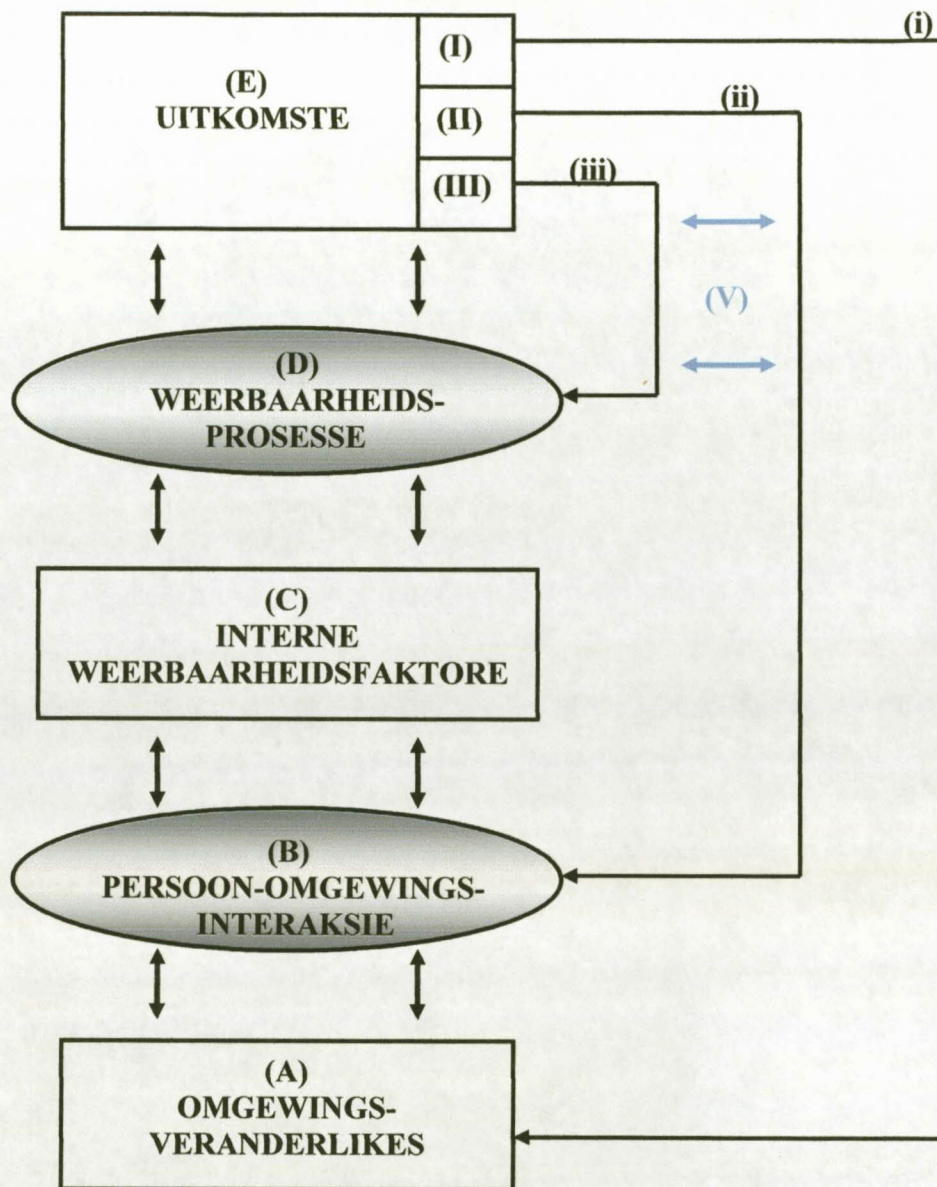 (i)
(I)
(E)
UITKOMSTE
(ii)
(II)
(iii)
(III)
(V)
(D)
WEERBAARHEIDS-
PROSESSE
(C)
INTERNE
WEERBAARHEIDSFAKTORE
(B)
PERSOON-OMGEWINGS-
INTERAKSIE
(A)
OMGEWINGS-
VERANDERLIKES